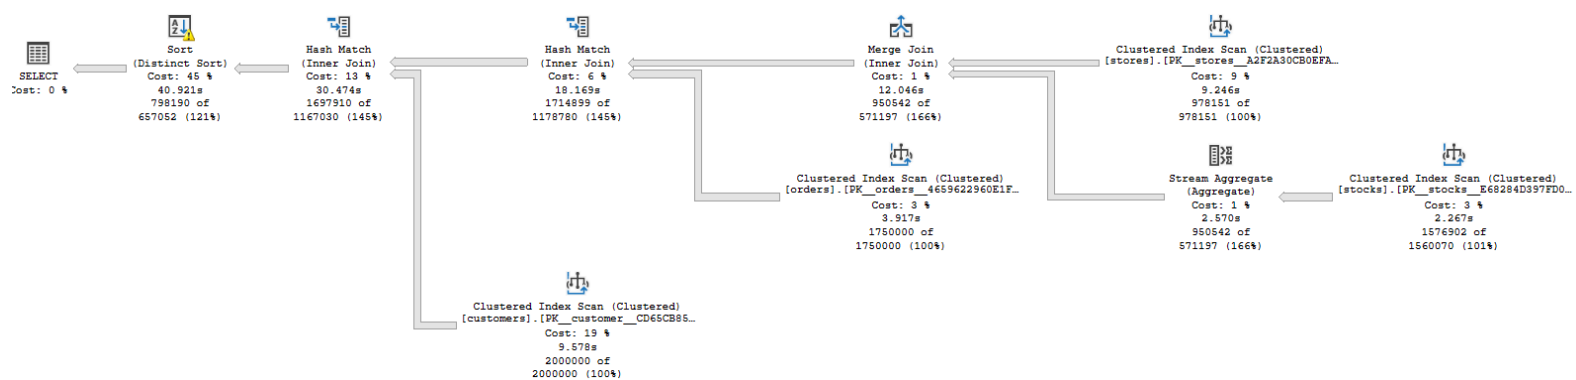 SELECT
Cost: 0 %
Sort
(Distinct Sort)
Cost: 45 %
40.921s
798190 of
657052 (121%)
Hash Match
(Inner Join)
Cost: 13 %
30.474s
1697910 of
1167030 (145%)
Hash Match
(Inner Join)
Cost: 6 %
18.169s
1714899 of
1178780 (145%)
Merge Join
(Inner Join)
Cost: 1 %
12.046s
950542 of
571197 (166%)
Clustered Index Scan (Clustered)
[stores].[PK__stores__A2F2A30CB0EFA…
Cost: 9 %
9.246s
978151 of
978151 (100%)
Clustered Index Scan (Clustered)
[orders].[PK__orders__4659622960E1F…
Cost: 3 %
3.917s
1750000 of
1750000 (100%)
Stream Aggregate
(Aggregate)
Cost: 1 %
2.570s
950542 of
571197 (166%)
Clustered Index Scan (Clustered)
[stocks].[PK__stocks__E68284D397FD0…
Cost: 3 %
2.267s
1576902 of
1560070 (101%)
Clustered Index Scan (Clustered)
[customers].[PK__customer__CD65CB85…
Cost: 19 %
9.578s
2000000 of
2000000 (100%)